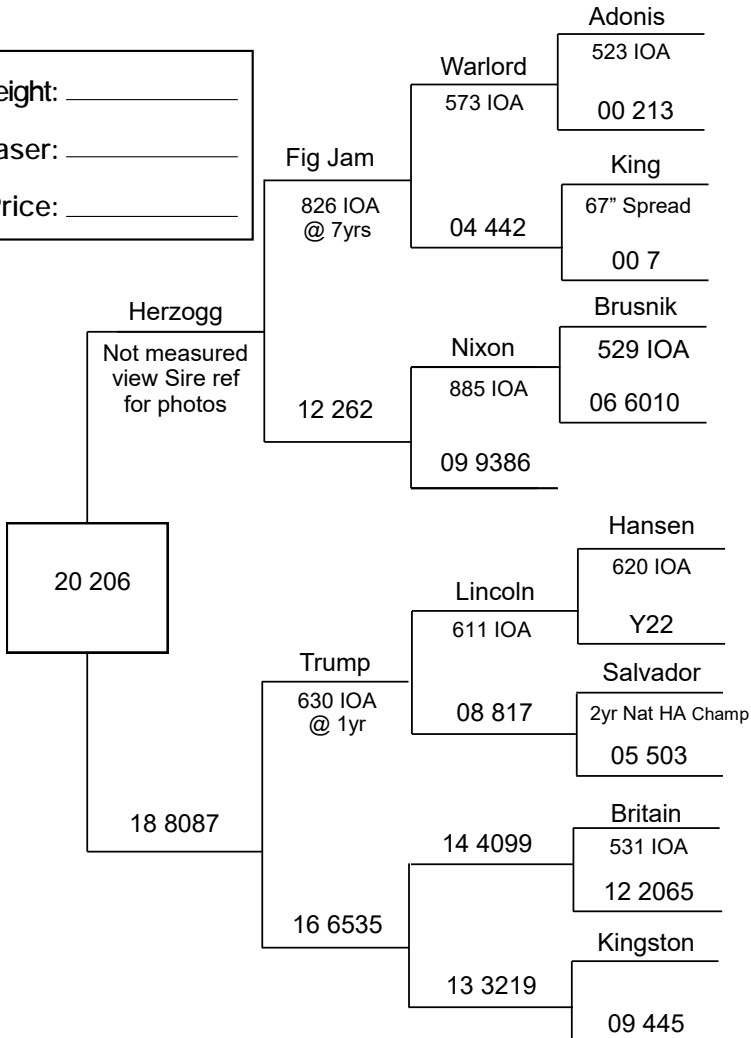 Adonis
523 IOA
Warlord
573 IOA
00 213
eight:
aser:
rice:
Fig Jam
826 IOA
@ 7yrs
King
67” Spread
04 442
00 7
Herzogg
Not measured
view Sire ref
for photos
Brusnik
529 IOA
Nixon
885 IOA
06 6010
12 262
09 9386
20 206
Hansen
620 IOA
Lincoln
611 IOA
Y22
Trump
630 IOA
@ 1yr
Salvador
2yr Nat HA Champ
08 817
05 503
18 8087
Britain
531 IOA
14 4099
12 2065
16 6535
Kingston
13 3219
09 445